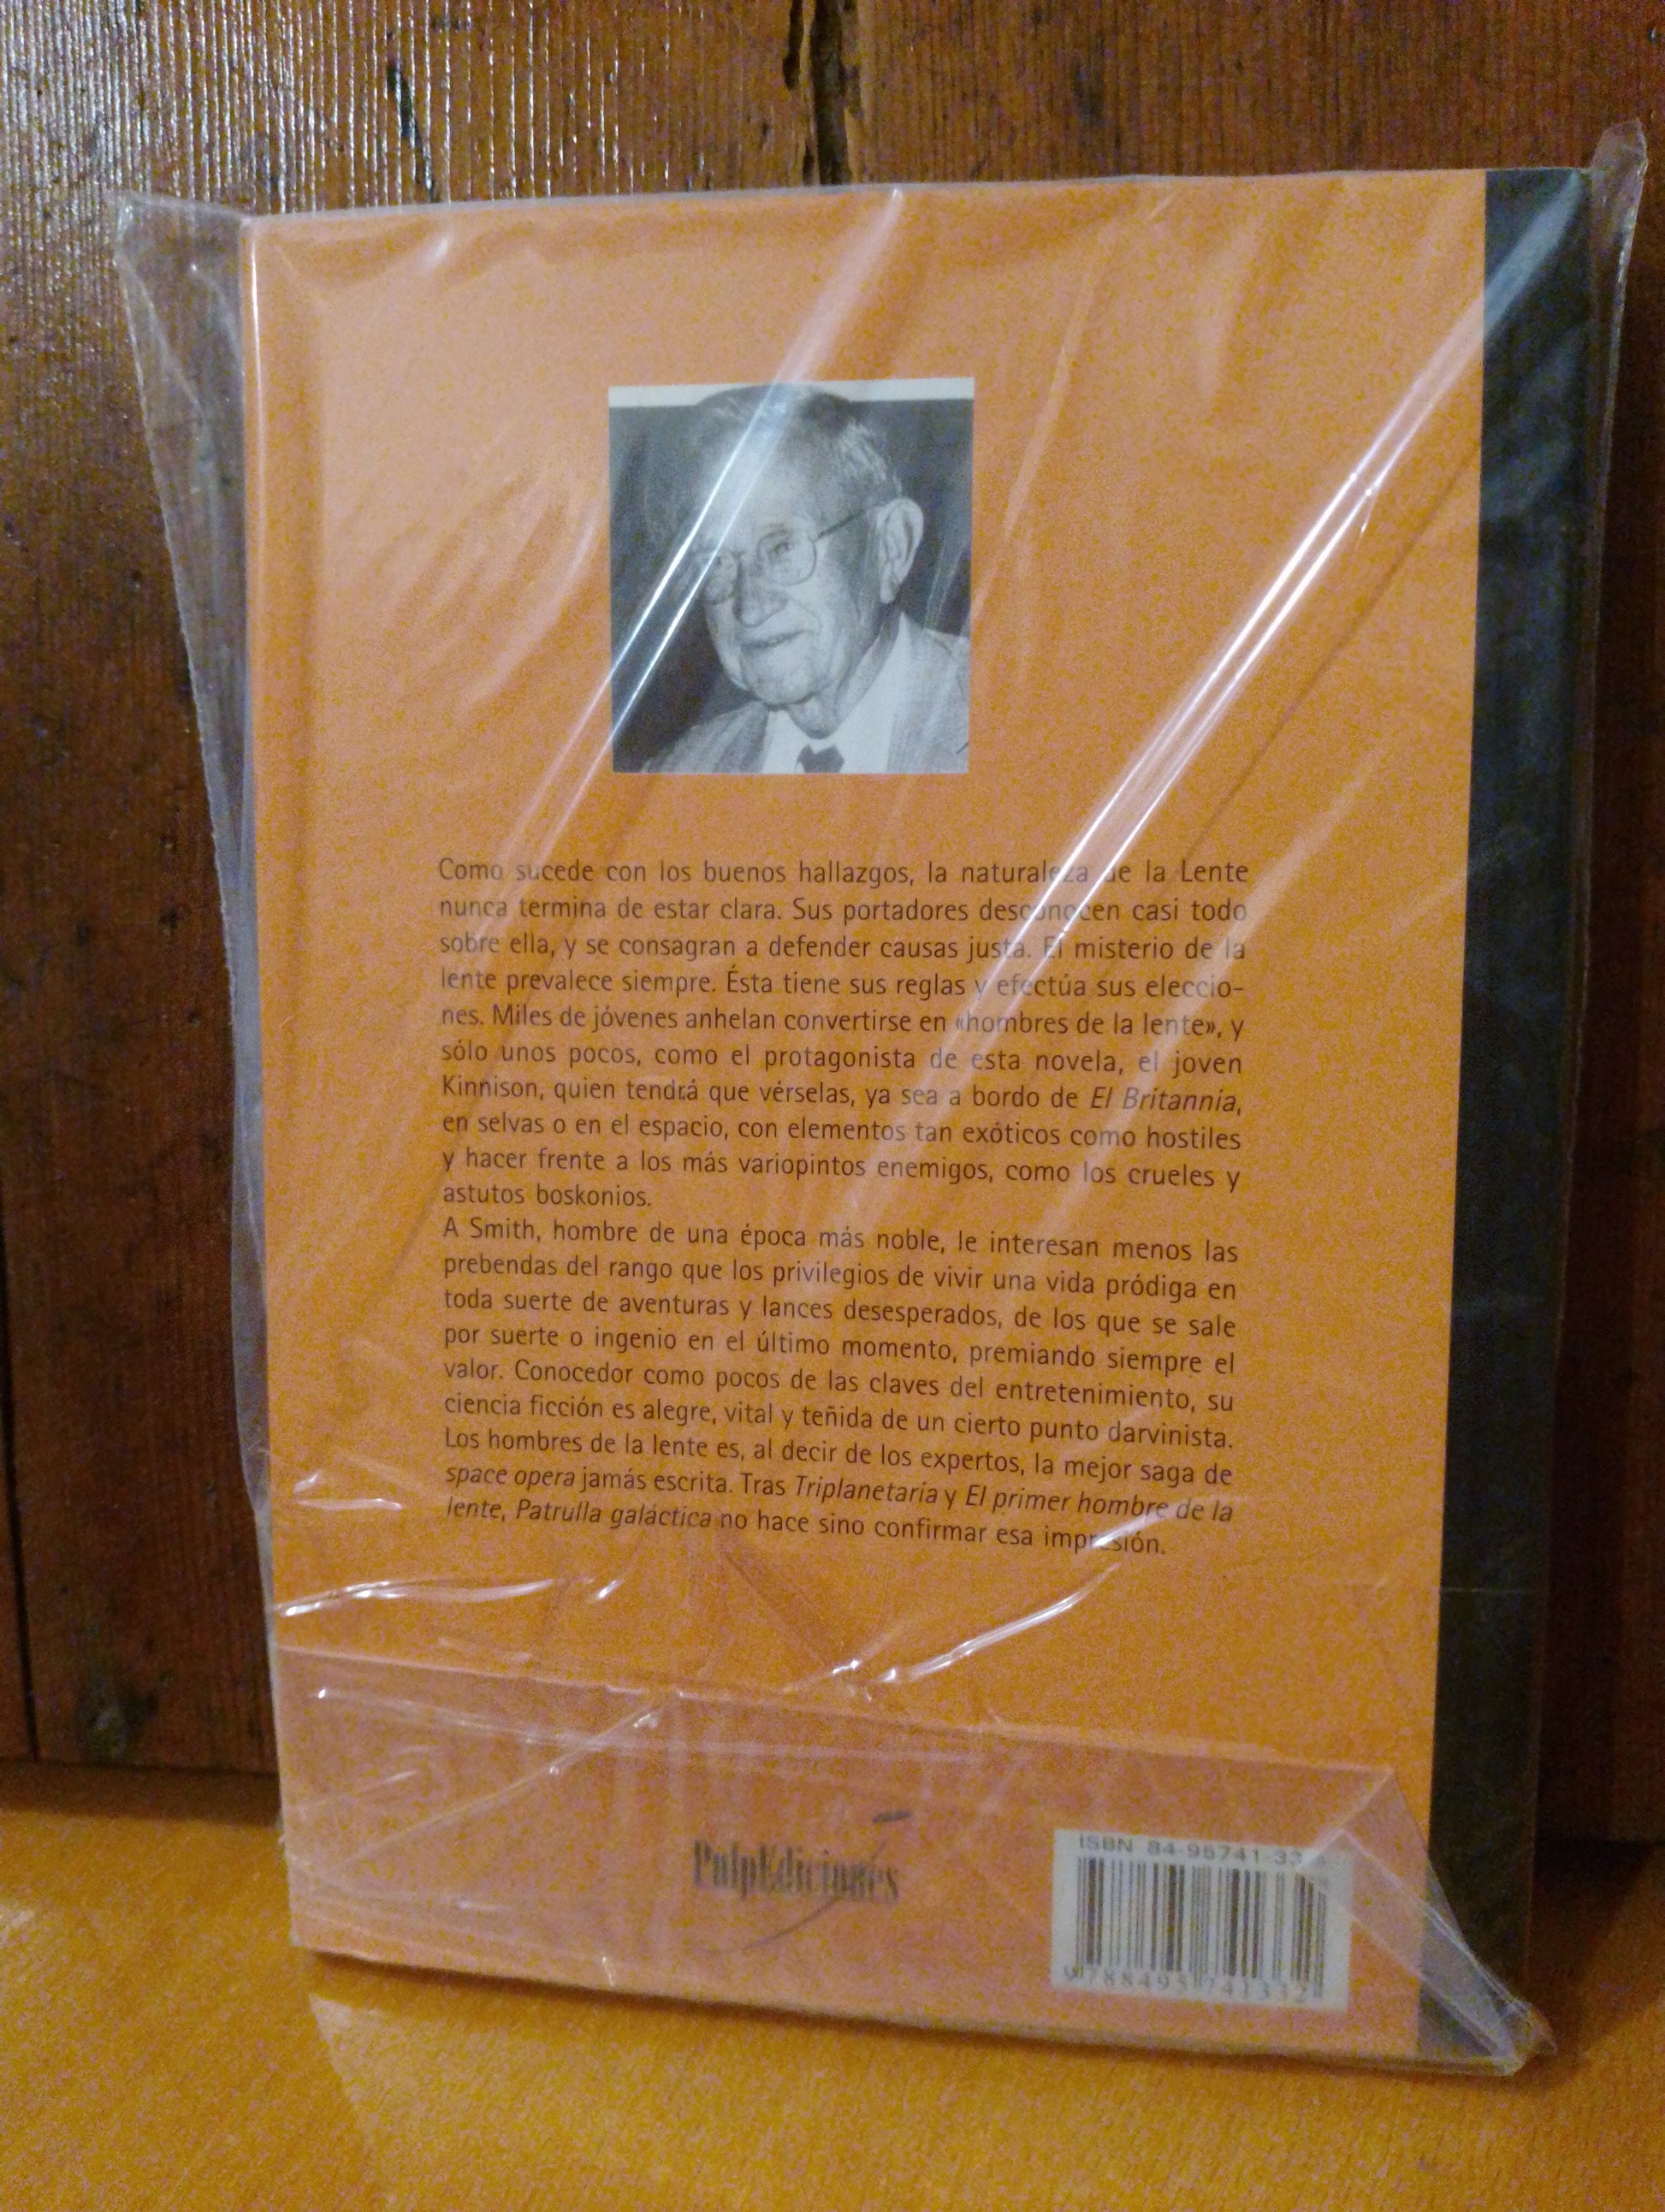 Como sucede con los buenos hallazgos, la naturaleza de la Lente
nunca termina de estar clara. Sus portadores desconocen casi todo
sobre ella, y se consagran a defender causas justa. El misterio de la
lente prevalece siempre. Ésta tiene sus reglas y efectúa sus eleccio-
nes. Miles de jóvenes anhelan convertirse en «hombres de la lente», y
sólo unos pocos, como el protagonista de esta novela, el joven
Kinnison, quien tendrá que vérselas, ya sea a bordo de El Britannia,
en selvas o en el espacio, con elementos tan exóticos como hostiles
y hacer frente a los más variopintos enemigos, como los crueles y
astutos boskonios.
A Smith, hombre de una época más noble, le interesan menos las
prebendas del rango que los privilegios de vivir una vida pródiga en
toda suerte de aventuras y lances desesperados, de los que se sale
por suerte o ingenio en el último momento, premiando siempre el
valor. Conocedor como pocos de las claves del entretenimiento, su
ciencia ficción es alegre, vital y teñida de un cierto punto darvinista.
Los hombres de la lente es, al decir de los expertos, la mejor saga de
space opera jamás escrita. Tras Triplanetaria y El primer hombre de la
lente, Patrulla galáctica no hace sino confirmar esa impresión.
PulpEdiciones
ISBN
9788495741332